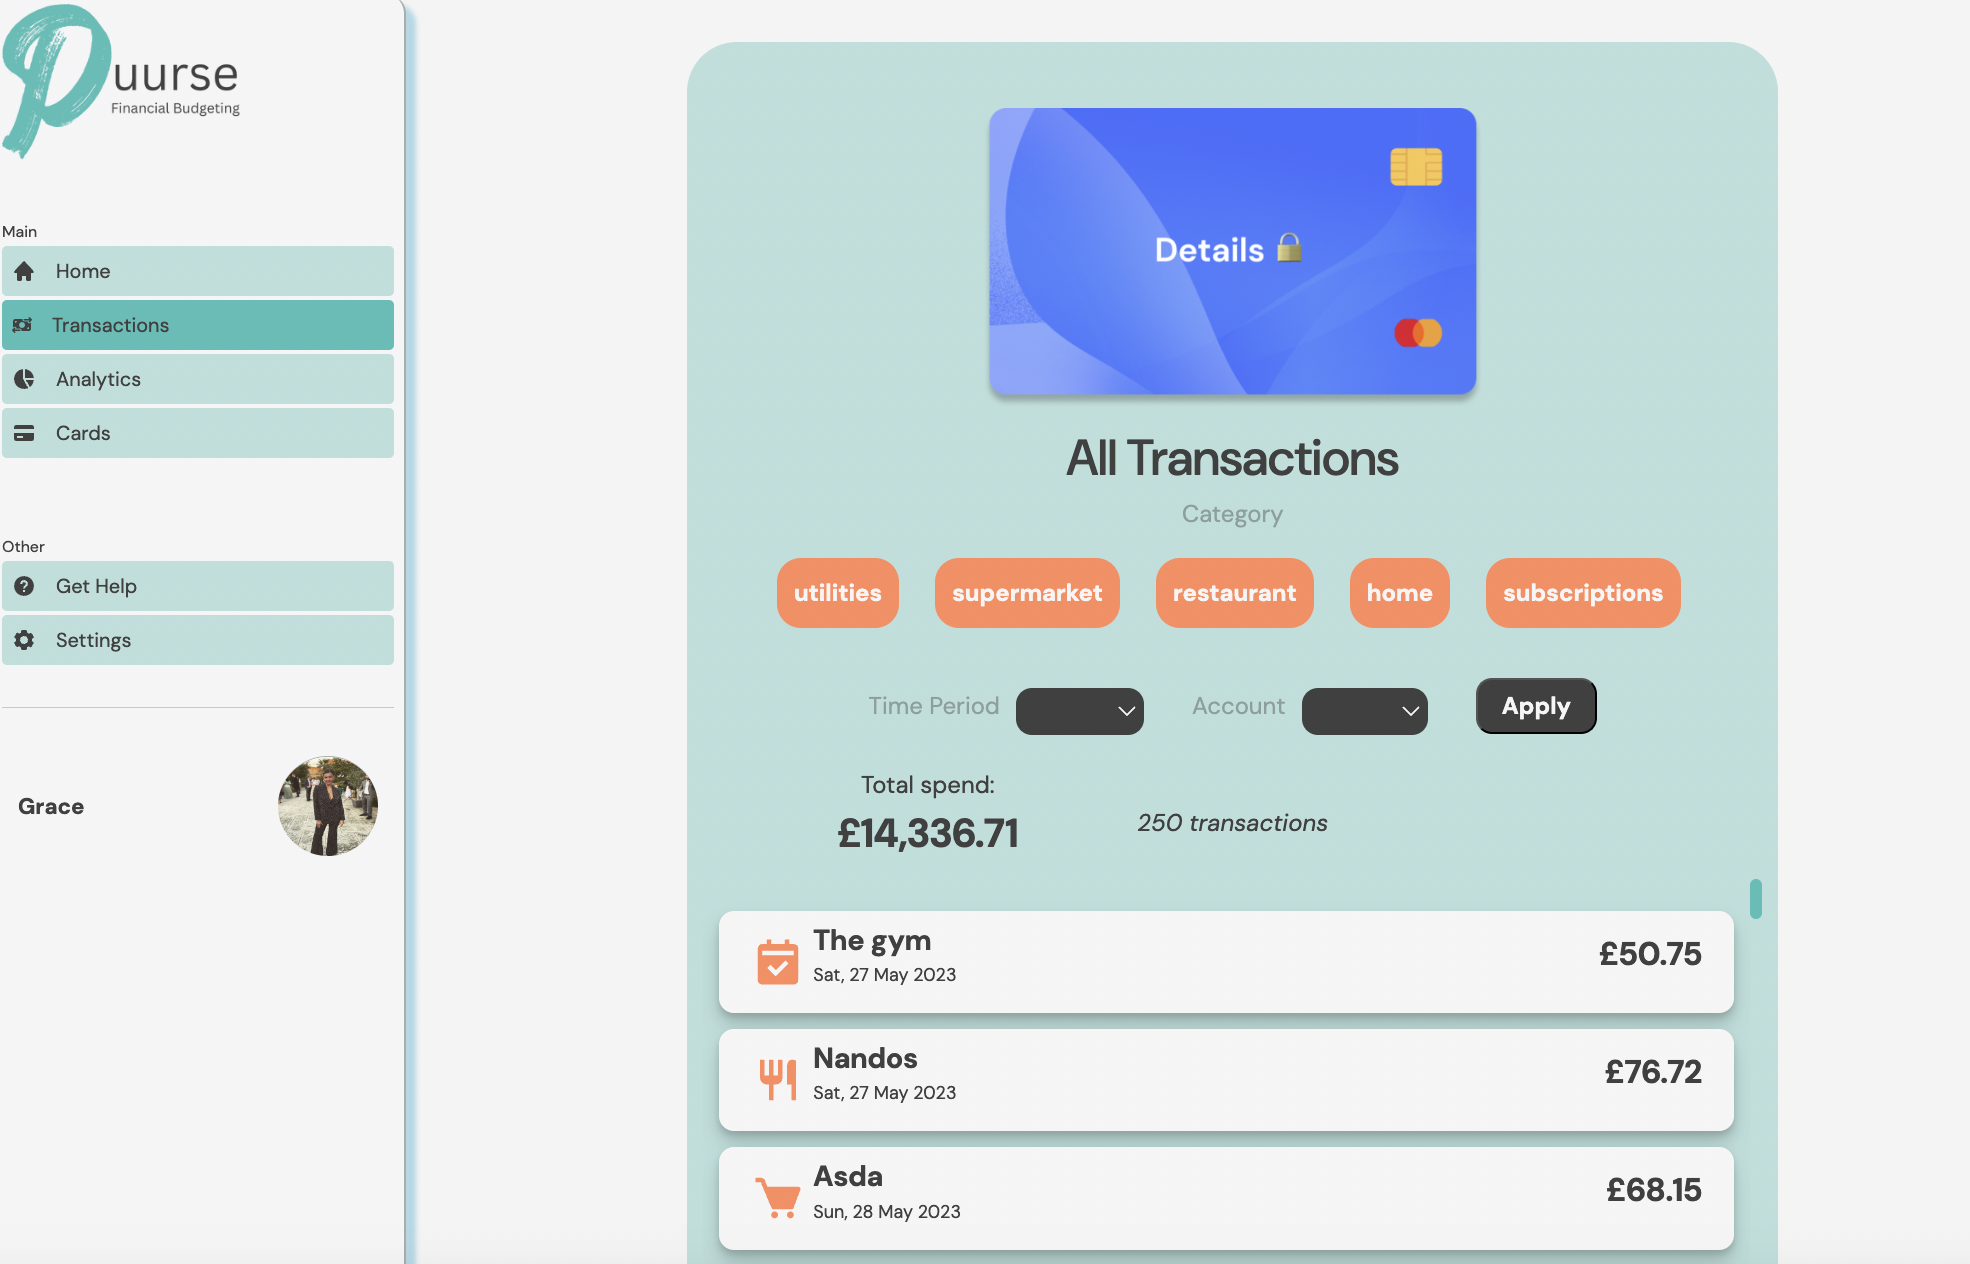 Puurse
Financial Budgeting
Main
Home
Transactions
Analytics
Cards
Other
Get Help
Settings
Grace
Details
All Transactions
Category
utilities supermarket restaurant home subscriptions
Time Period Account Apply
Total spend:
£14,336.71
250 transactions
The gym
Sat, 27 May 2023
£50.75
Nandos
Sat, 27 May 2023
£76.72
Asda
Sun, 28 May 2023
£68.15